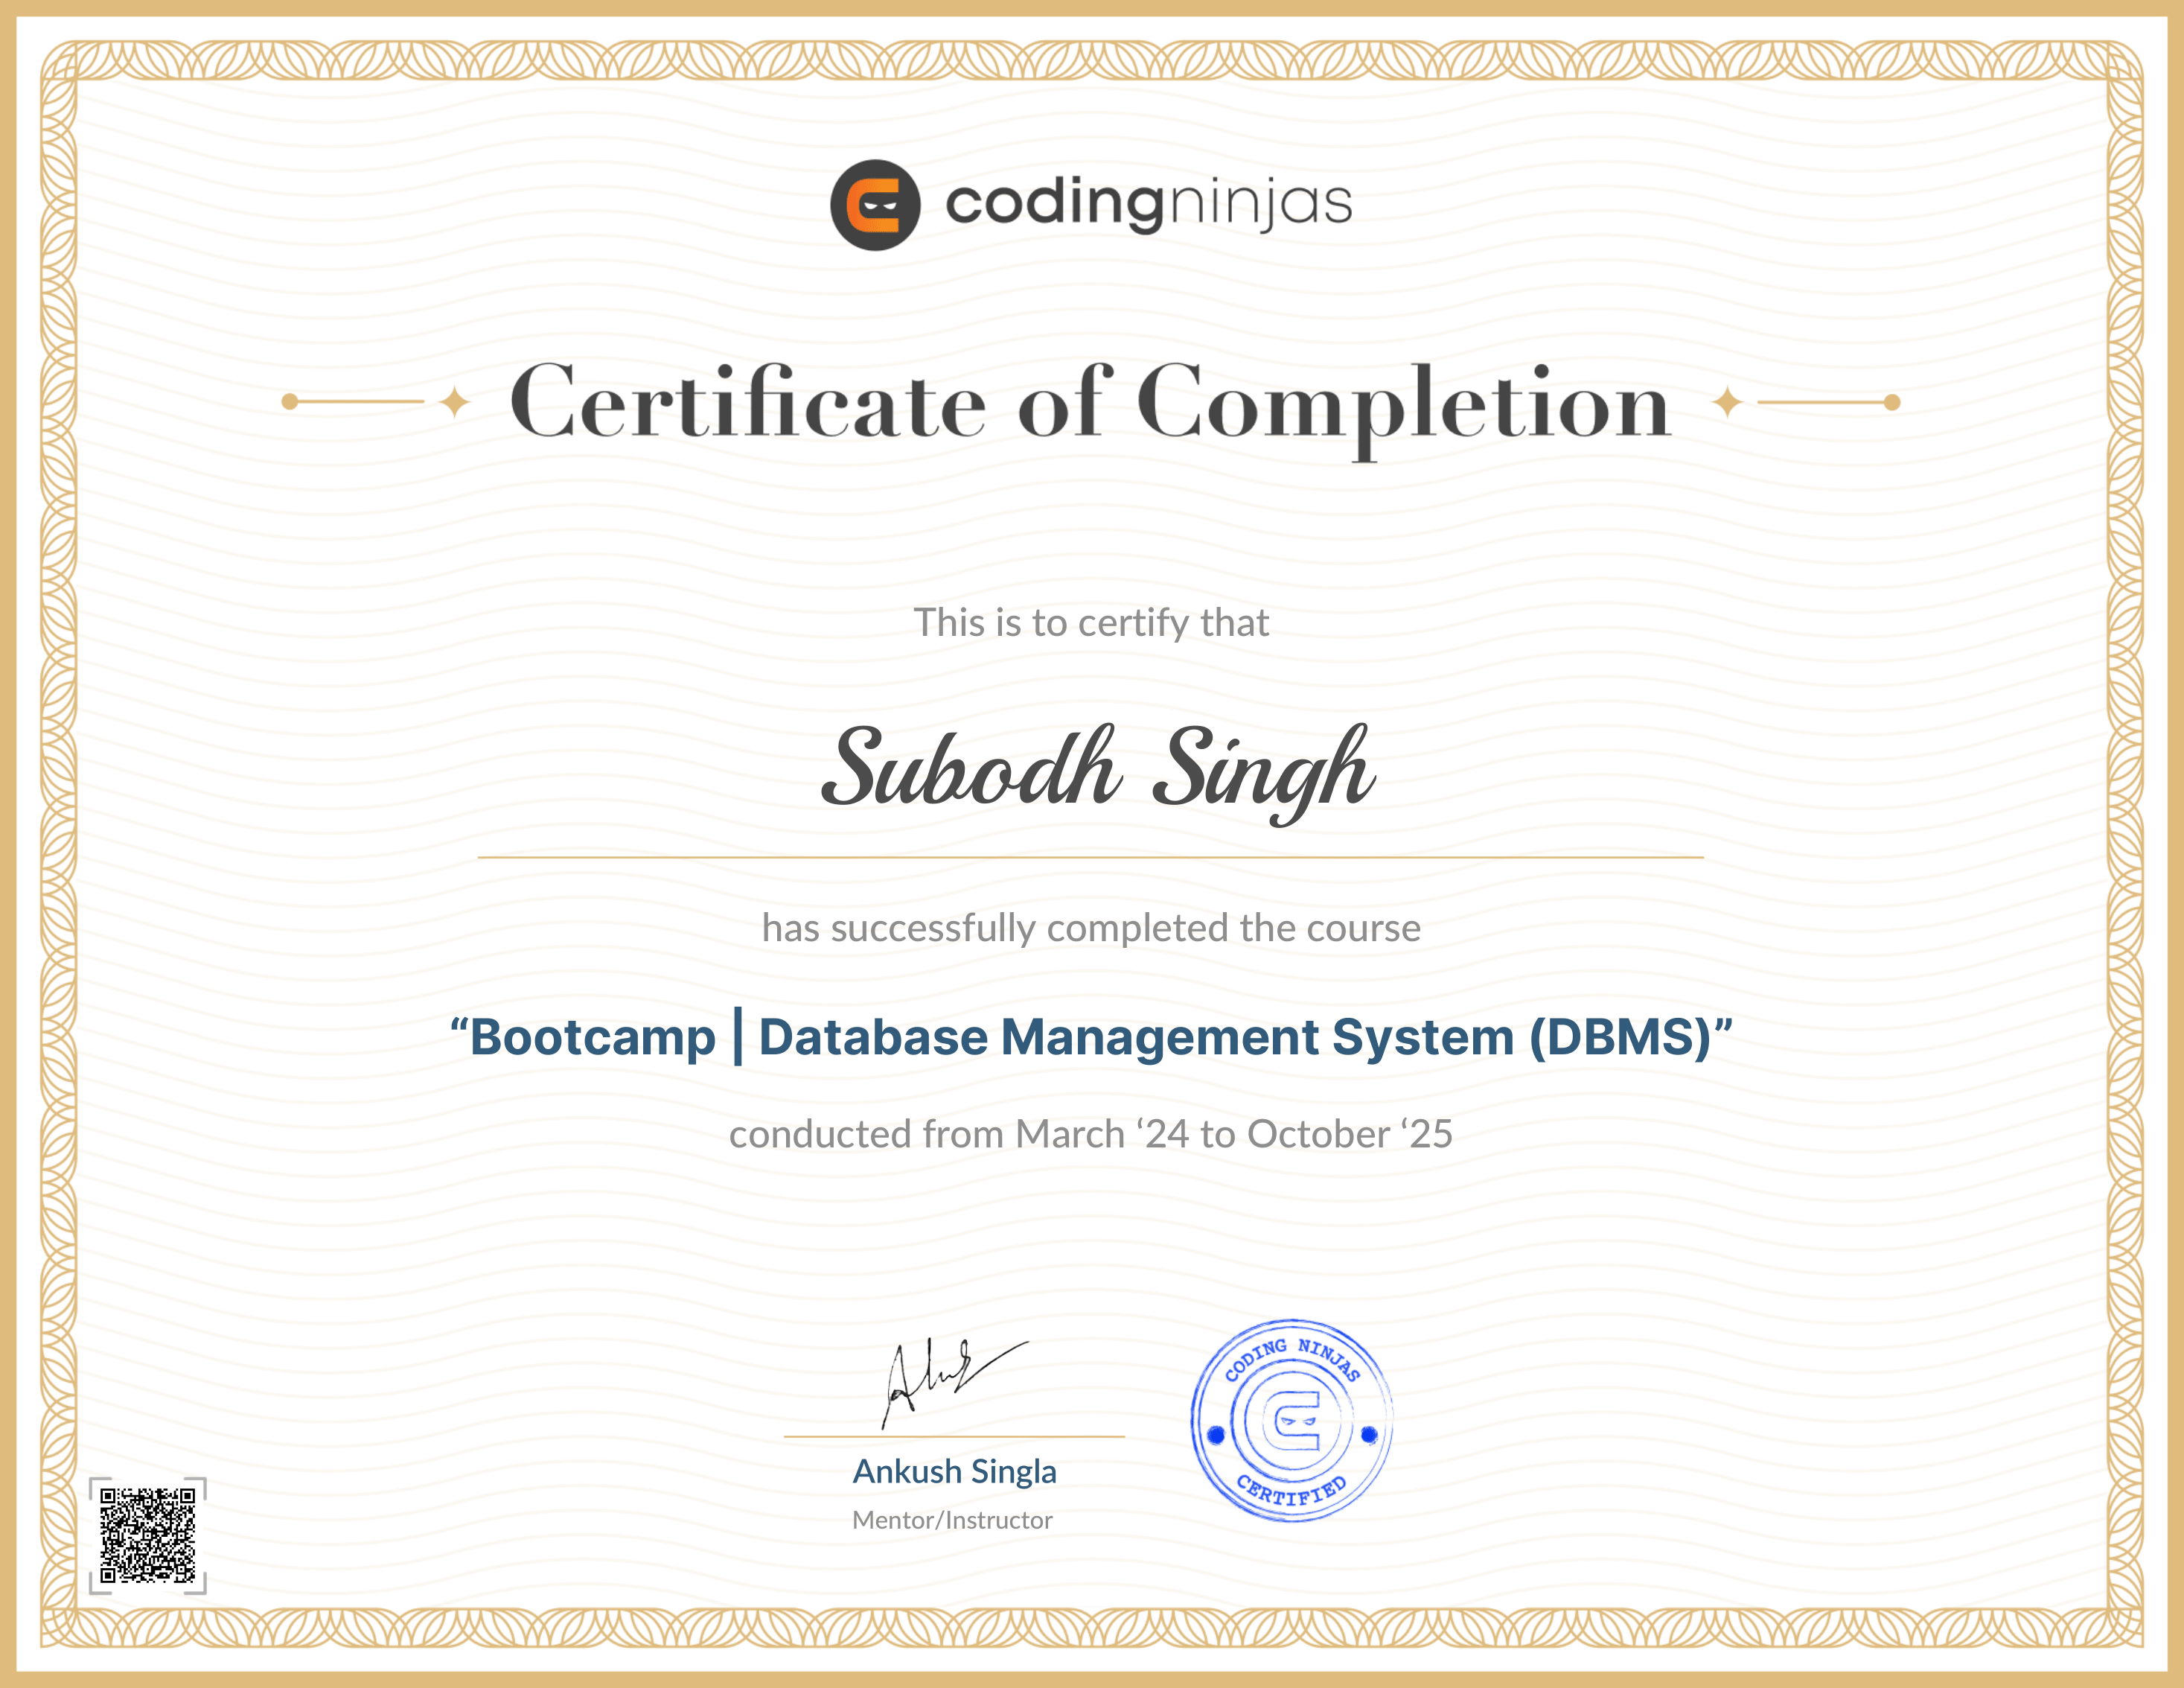 codingninjas
Certificate of Completion
This is to certify that
Subodh Singh
has successfully completed the course
“Bootcamp | Database Management System (DBMS)”
conducted from March ‘24 to October ‘25
Ankush Singla
Mentor/Instructor
CODING NINJAS
CERTIFIED